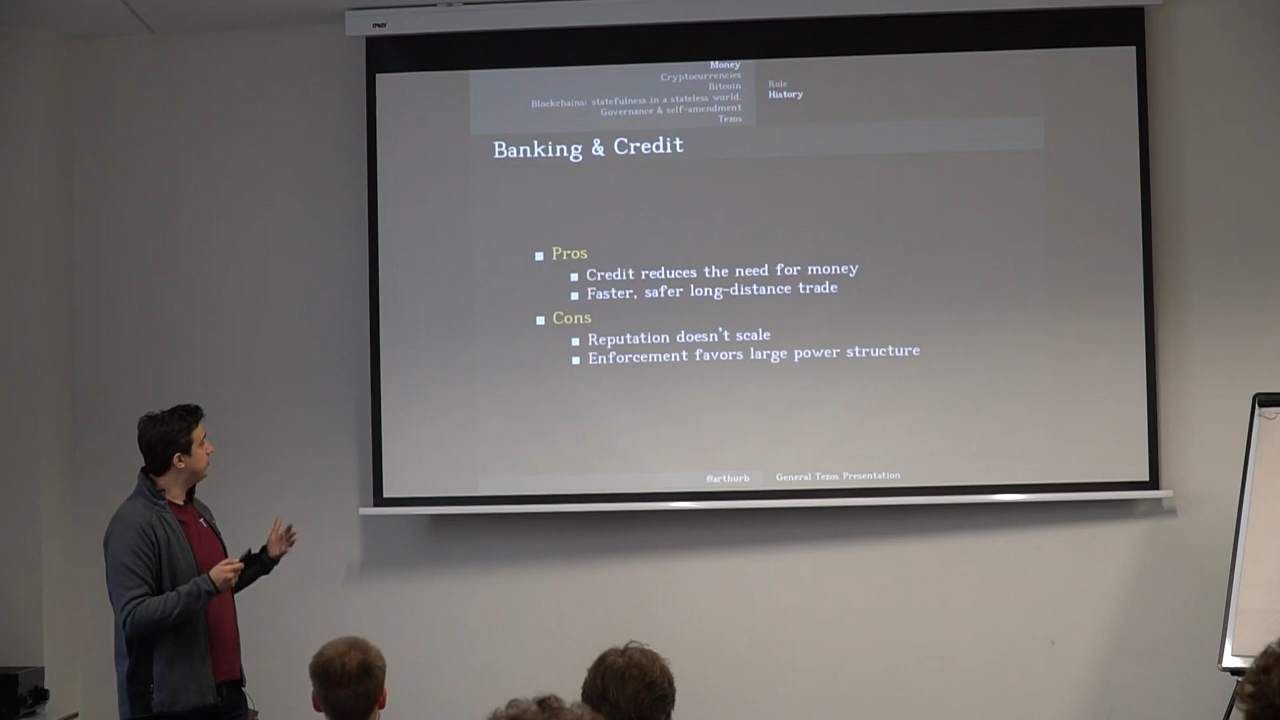 Money
Cryptocurrencies
Bitcoin
Blockchains: statefulness in a stateless world.
Governance & self-amendment
Tezos
Role
History
Banking & Credit
Pros
Credit reduces the need for money
Faster, safer long-distance trade
Cons
Reputation doesn't scale
Enforcement favors large power structure
@arthurb
General Tezos Presentation